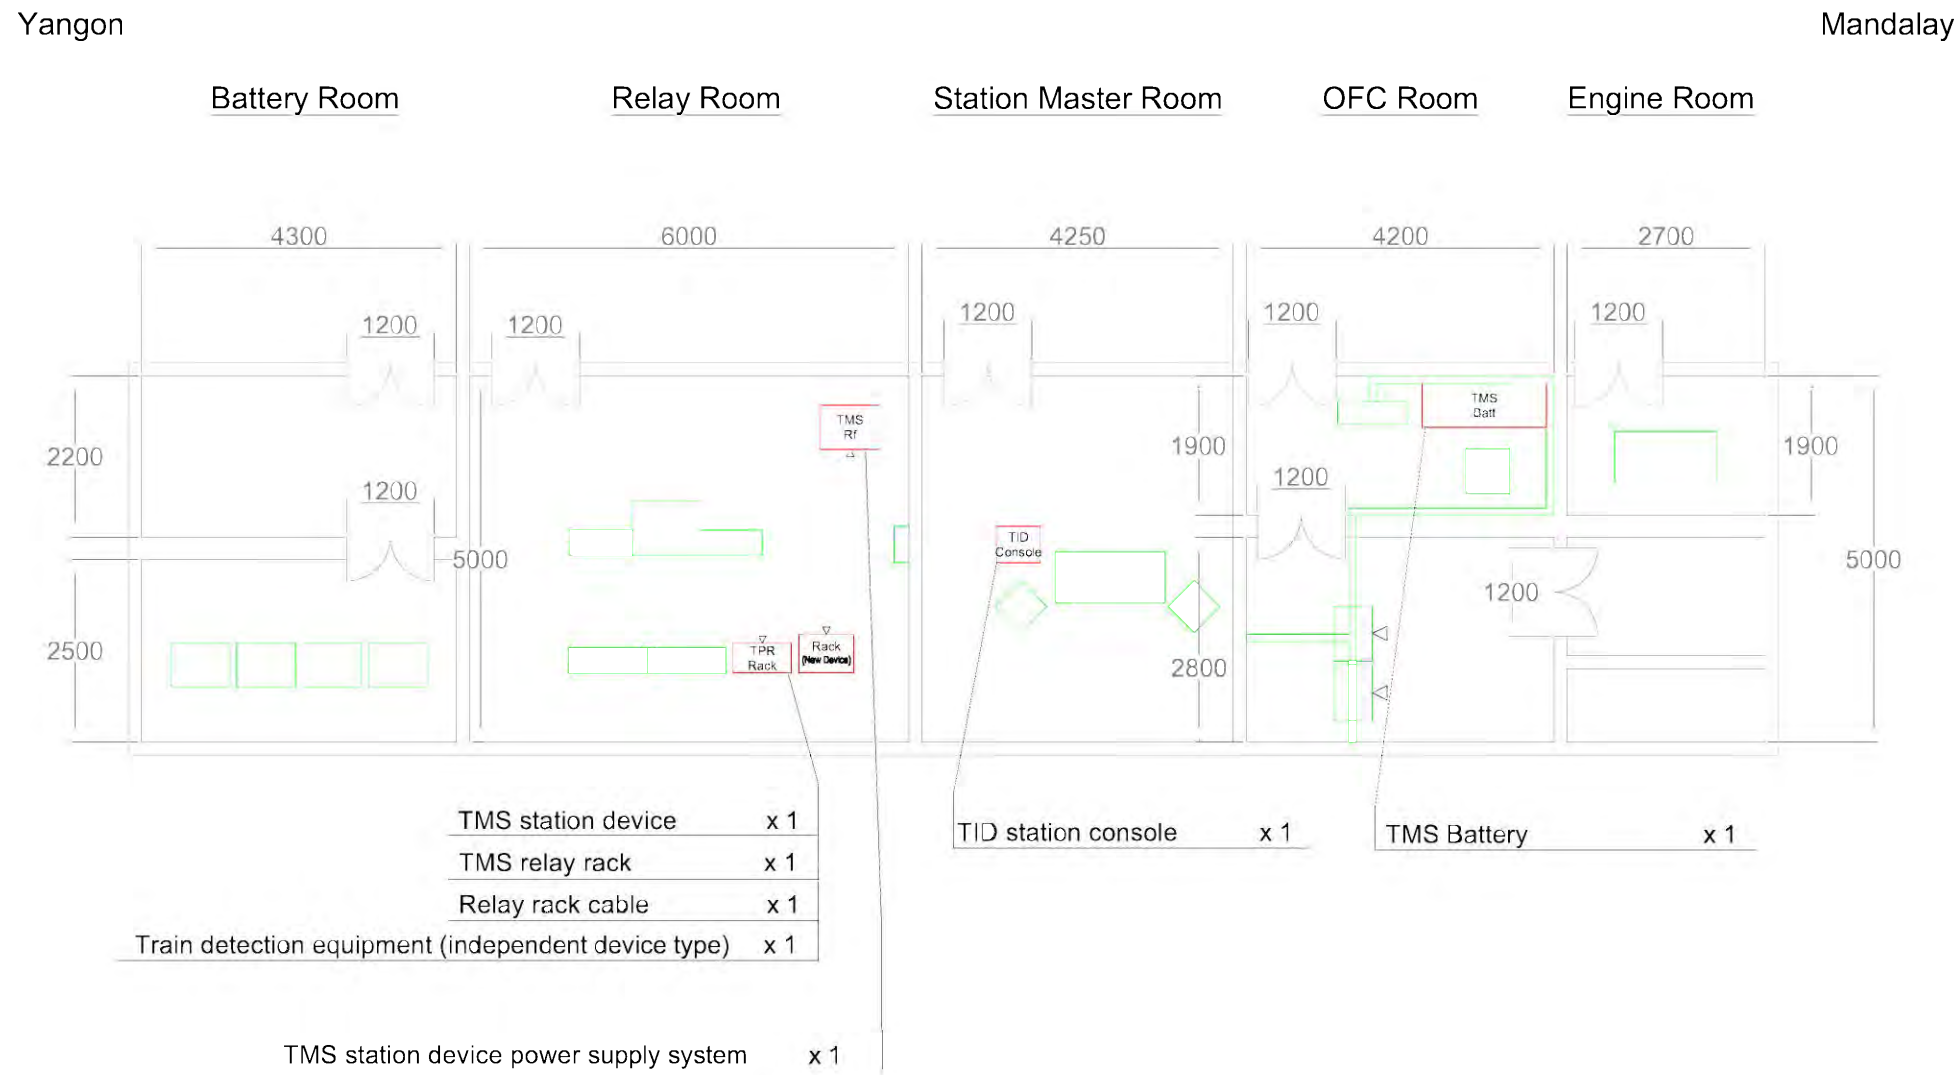 Yangon
Mandalay
Battery Room
Relay Room
Station Master Room
OFC Room
Engine Room
4300
6000
4250
4200
2700
1200
1200
1200
1200
1200
TMS
Rf
TMS
Batt
2200
1900
1900
1200
1200
TID
Console
5000
5000
1200
2500
TPR
Rack
Rack
(New Device)
2800
TMS station device x 1
TMS relay rack x 1
Relay rack cable x 1
Train detection equipment (independent device type) x 1
TID station console x 1
TMS Battery x 1
TMS station device power supply system x 1